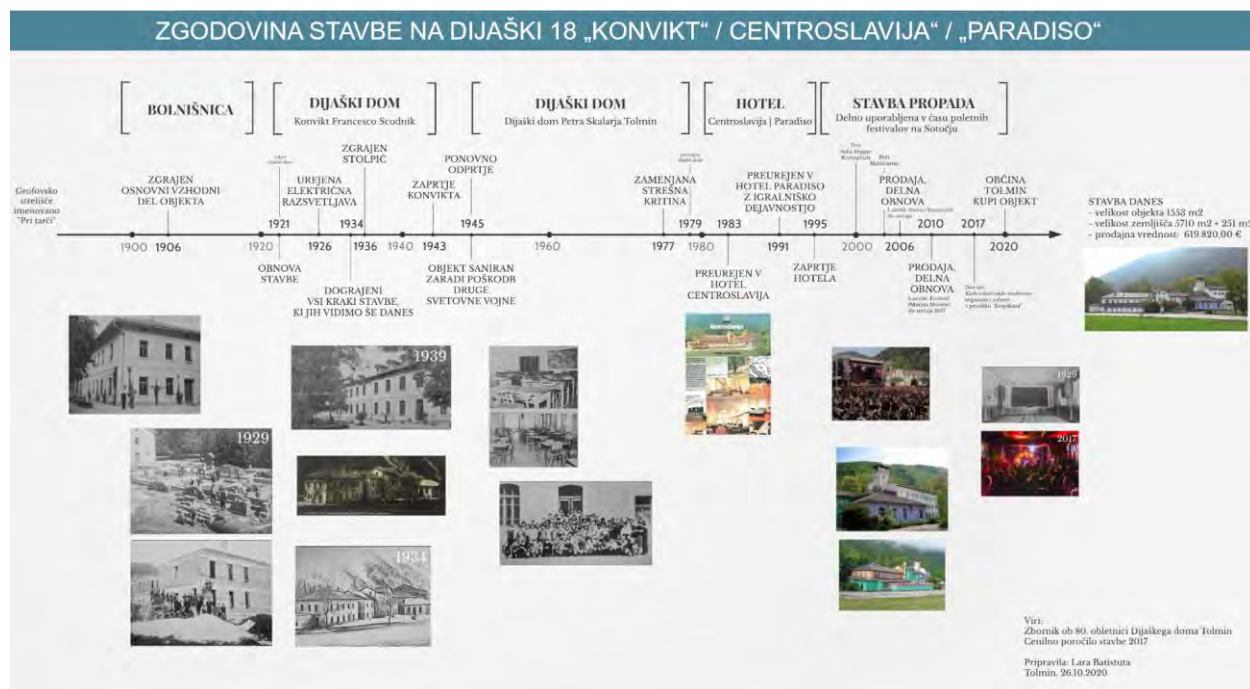 ZGODOVINA STAVBE NA DIJAŠKI 18 „KONVIKT“ / CENTROSLAVIJA“ / „PARADISO“
BOLNIŠNICA
DIJAŠKI DOM
Konvikt Francesco Scodnik
DIJAŠKI DOM
Dijaški dom Petra Skalarja Tolmin
HOTEL
Centroslavija | Paradiso
STAVBA PROPADA
Delno uporabljena v času poletnih
festivalov na Sotočju
Grofovsko
strelišče
imenovano
"Pri tarči"
ZGRAJEN
OSNOVNI VZHODNI
DEL OBJEKTA
UREJENA
ELEKTRIČNA
RAZSVETLJAVA
ZGRAJEN
STOLPIČ
ZAPRTJE
KONVIKTA
PONOVNO
ODPRTJE
ZAMENJANA
STREŠNA
KRITINA
PREUREJEN V
HOTEL PARADISO
Z IGRALNIŠKO
DEJAVNOSTJO
PRODAJA,
DELNA
OBNOVA
OBČINA
TOLMIN
KUPI OBJEKT
1921
1934
1945
1979
1983
1995
2010
2017
1900
1906
1920
1926
1936
1940
1943
1960
1977
1980
1991
2000
2006
2020
OBNOVA
STAVBE
DOGRAJENI
VSI KRAKI STAVBE,
KI JIH VIDIMO ŠE DANES
OBJEKT SANIRAN
ZARADI POŠKODB
DRUGE
SVETOVNE VOJNE
PREUREJEN V
HOTEL
CENTROSLAVIJA
ZAPRTJE
HOTELA
PRODAJA,
DELNA
OBNOVA
STAVBA DANES
- velikost objekta 1553 m2
- velikost zemljišča 5710 m2 + 251 m2
- prodajna vrednost: 619.820,00 €
1939
1929
1934
1929
2017
Viri:
Zbornik ob 80. obletnici Dijaškega doma Tolmin
Cenilno poročilo stavbe 2017
Pripravila: Lara Batistuta
Tolmin, 26.10.2020